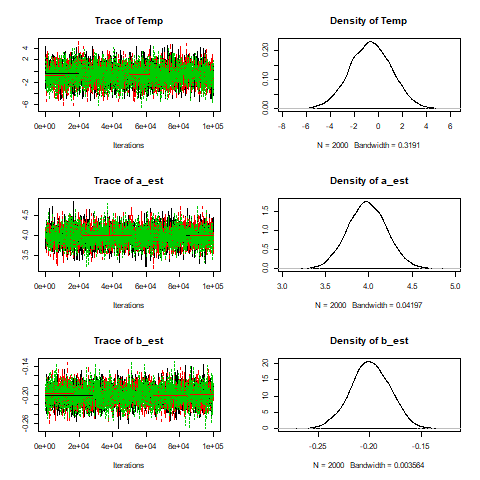 Trace of Temp
4
2
-2
-6
0e+00 2e+04 4e+04 6e+04 8e+04 1e+05
Iterations
Density of Temp
0.20
0.10
0.00
-8 -6 -4 -2 0 2 4 6
N = 2000 Bandwidth = 0.3191
Trace of a_est
4.5
4.0
3.5
0e+00 2e+04 4e+04 6e+04 8e+04 1e+05
Iterations
Density of a_est
1.5
1.0
0.5
0.0
3.0 3.5 4.0 4.5 5.0
N = 2000 Bandwidth = 0.04197
Trace of b_est
-0.14
-0.20
-0.26
0e+00 2e+04 4e+04 6e+04 8e+04 1e+05
Iterations
Density of b_est
20
15
10
5
0
-0.25 -0.20 -0.15
N = 2000 Bandwidth = 0.003564